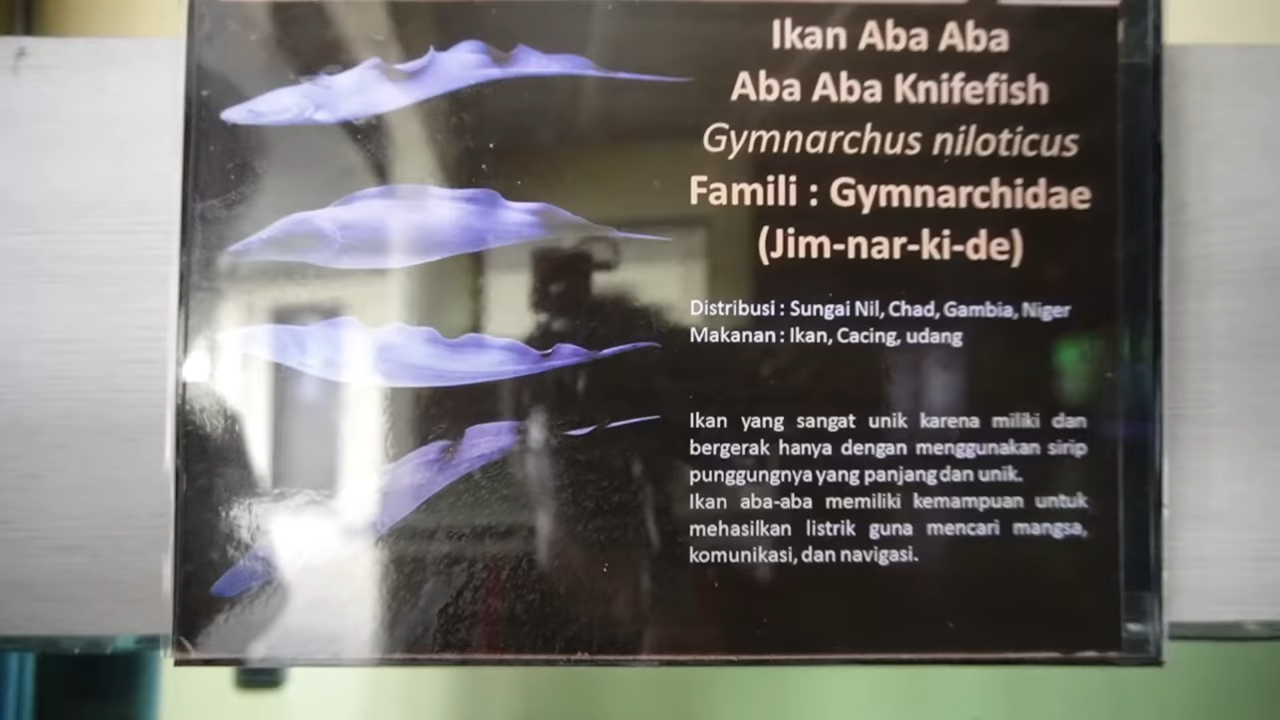 Ikan Aba Aba
Aba Aba Knifefish
Gymnarchus niloticus
Famili : Gymnarchidae
(Jim-nar-ki-de)
Distribusi : Sungai Nil, Chad, Gambia, Niger
Makanan : Ikan, Cacing, udang
Ikan yang sangat unik karena miliki dan
bergerak hanya dengan menggunakan sirip
punggungnya yang panjang dan unik.
Ikan aba-aba memiliki kemampuan untuk
mehasilkan listrik guna mencari mangsa,
komunikasi, dan navigasi.